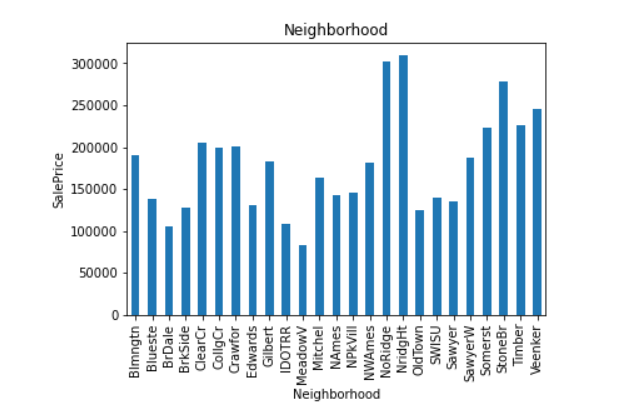 Neighborhood
300000
250000
200000
150000
100000
50000
0
SalePrice
Blmngtn
Blueste
BrDale
BrkSide
ClearCr
CollgCr
Crawfor
Edwards
Gilbert
IDOTRR
MeadowV
Mitchel
NAmes
NPkVill
NWAmes
NoRidge
NridgHt
OldTown
SWISU
Sawyer
SawyerW
Somerst
StoneBr
Timber
Veenker
Neighborhood